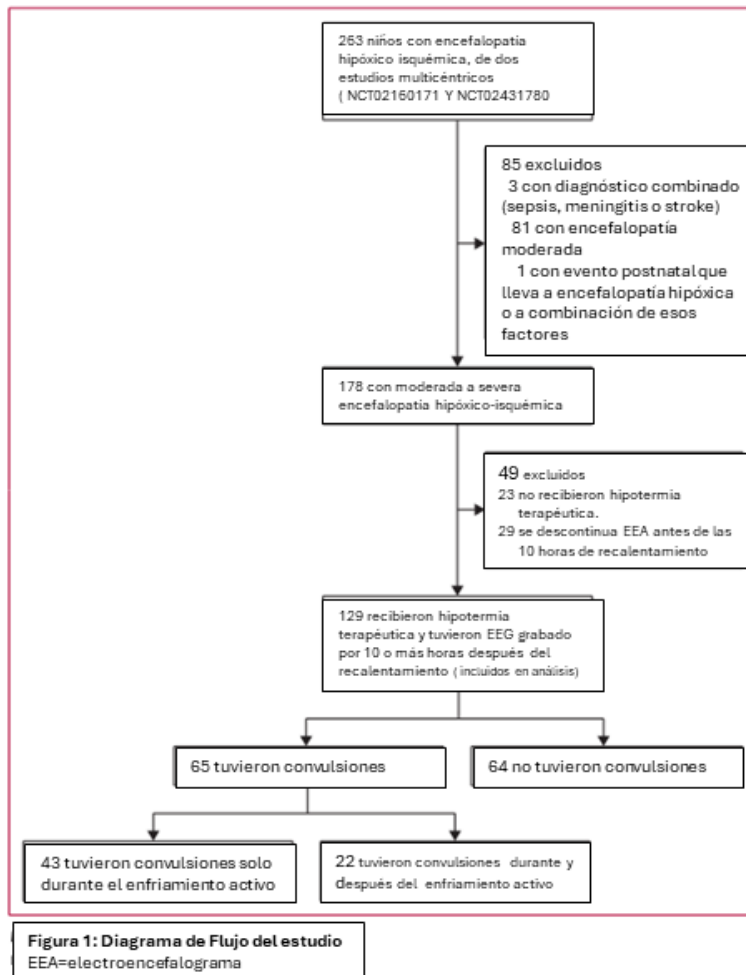 263 niños con encefalopatía
hipóxico isquémica, de dos
estudios multicéntricos
( NCT02160171 Y NCT02431780
85 excluidos
3 con diagnóstico combinado
(sepsis, meningitis o stroke)
81 con encefalopatía
moderada
1 con evento postnatal que
lleva a encefalopatía hipóxica
o a combinación de esos
factores
178 con moderada a severa
encefalopatía hipóxico-isquémica
49 excluidos
23 no recibieron hipotermia
terapéutica.
29 se descontinua EEA antes de las
10 horas de recalentamiento
129 recibieron hipotermia
terapéutica y tuvieron EEG grabado
por 10 o más horas después del
recalentamiento ( incluidos en análisis)
65 tuvieron convulsiones
64 no tuvieron convulsiones
43 tuvieron convulsiones solo
durante el enfriamiento activo
22 tuvieron convulsiones durante y
después del enfriamiento activo
Figura 1: Diagrama de Flujo del estudio
EEA=electroencefalograma